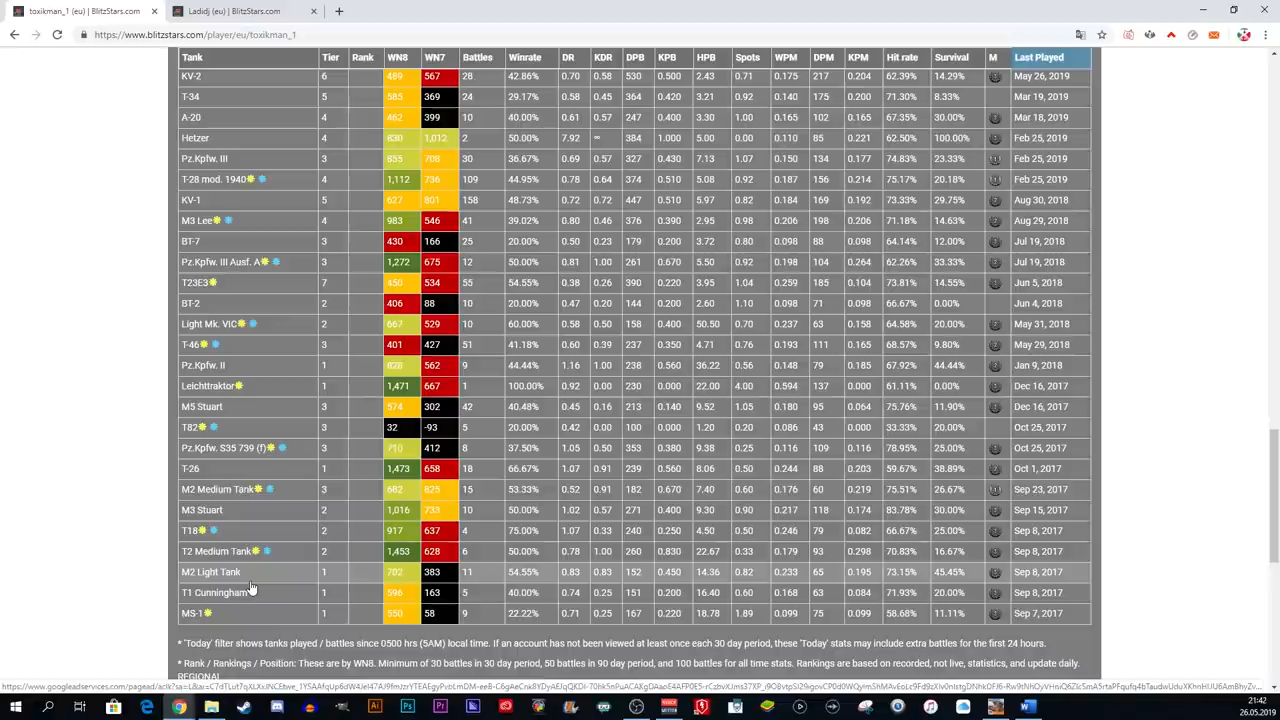 toxikman_1 (eu) | BlitzStars.com
Ladidj (eu) | BlitzStars.com
https://www.blitzstars.com/player/eu/toxikman_1
Tank Tier Rank WN8 WN7 Battles Winrate DR KDR DPB KPB HPB Spots WPM DPM KPM Hit rate Survival M Last Played
KV-2 6 489 567 28 42.86% 0.70 0.58 530 0.500 2.43 0.71 0.175 217 0.204 62.39% 14.29% May 26, 2019
T-34 5 585 369 24 29.17% 0.58 0.45 364 0.420 3.21 0.92 0.140 175 0.200 71.30% 8.33% Mar 19, 2019
A-20 4 462 399 10 40.00% 0.61 0.57 247 0.400 3.30 1.00 0.165 102 0.165 67.35% 30.00% Mar 18, 2019
Hetzer 4 830 1,012 2 50.00% 7.92 ∞ 384 1.000 5.00 0.00 0.110 85 0.221 62.50% 100.00% Feb 25, 2019
Pz.Kpfw. III 3 655 708 30 36.67% 0.69 0.57 327 0.430 7.13 1.07 0.150 134 0.177 74.83% 23.33% Feb 25, 2019
T-28 mod. 1940 4 1,112 736 109 44.95% 0.78 0.64 374 0.510 5.08 0.92 0.187 156 0.214 75.17% 20.18% Feb 25, 2019
KV-1 5 627 801 158 48.73% 0.72 0.72 447 0.510 5.97 0.82 0.184 169 0.192 73.33% 29.75% Aug 30, 2018
M3 Lee 4 983 546 41 39.02% 0.80 0.46 376 0.390 2.95 0.98 0.206 198 0.206 71.18% 14.63% Aug 29, 2018
BT-7 3 430 166 25 20.00% 0.50 0.23 179 0.200 3.72 0.80 0.098 88 0.098 64.14% 12.00% Jul 19, 2018
Pz.Kpfw. III Ausf. A 3 1,272 675 12 50.00% 0.81 1.00 261 0.670 5.50 0.92 0.198 104 0.264 62.26% 33.33% Jul 19, 2018
T23E3 7 450 534 55 54.55% 0.38 0.26 390 0.220 3.95 1.04 0.259 185 0.104 73.81% 14.55% Jun 5, 2018
BT-2 3 406 88 10 20.00% 0.47 0.20 144 0.200 2.60 1.10 0.098 71 0.098 66.67% 0.00% Jun 4, 2018
Light Mk. VIC 2 667 529 10 60.00% 0.58 0.50 158 0.400 50.50 0.70 0.237 63 0.158 64.58% 20.00% May 31, 2018
T-46 3 401 427 51 41.18% 0.60 0.39 237 0.350 4.71 0.76 0.193 111 0.165 68.57% 9.80% May 29, 2018
Pz.Kpfw. II 1 828 562 9 44.44% 1.16 1.00 238 0.560 36.22 0.56 0.148 79 0.185 67.92% 44.44% Jan 9, 2018
Leichttraktor 1 1,471 667 1 100.00% 0.92 0.00 230 0.000 22.00 4.00 0.594 137 0.000 61.11% 0.00% Dec 16, 2017
M5 Stuart 3 574 302 42 40.48% 0.45 0.16 213 0.140 9.52 1.05 0.180 95 0.064 75.76% 11.90% Dec 16, 2017
T82 3 32 -93 5 20.00% 0.42 0.00 100 0.000 1.20 0.20 0.086 43 0.000 33.33% 20.00% Oct 25, 2017
Pz.Kpfw. S35 739 (f) 3 710 412 8 37.50% 1.05 0.50 353 0.380 9.38 0.25 0.116 109 0.116 78.95% 25.00% Oct 25, 2017
T-26 1 1,473 658 18 66.67% 1.07 0.91 239 0.560 8.06 0.50 0.244 88 0.203 59.67% 38.89% Oct 1, 2017
M2 Medium Tank 3 682 825 15 53.33% 0.52 0.91 182 0.670 7.40 0.60 0.176 60 0.219 75.51% 26.67% Sep 23, 2017
M3 Stuart 2 1,016 733 10 50.00% 1.02 0.57 271 0.400 9.30 0.90 0.217 118 0.174 83.78% 30.00% Sep 15, 2017
T18 2 917 637 4 75.00% 1.07 0.33 240 0.250 4.50 0.50 0.246 79 0.082 66.67% 25.00% Sep 8, 2017
T2 Medium Tank 2 1,453 628 6 50.00% 0.78 1.00 260 0.830 22.67 0.33 0.179 93 0.298 70.83% 16.67% Sep 8, 2017
M2 Light Tank 1 702 383 11 54.55% 0.83 0.83 152 0.450 14.36 0.82 0.233 65 0.193 73.15% 45.45% Sep 8, 2017
T1 Cunningham 1 596 163 5 40.00% 0.74 0.25 151 0.200 16.40 0.60 0.168 63 0.084 71.93% 20.00% Sep 8, 2017
MS-1 1 550 58 9 22.22% 0.71 0.25 167 0.220 18.78 1.89 0.099 75 0.099 58.68% 11.11% Sep 7, 2017
* 'Today' filter shows tanks played / battles since 0500 hrs (5AM) local time. If an account has not been viewed at least once each 30 day period, these 'Today' stats may include extra battles for the first 24 hours.
* Rank / Rankings / Position: These are by WN8. Minimum of 30 battles in 30 day period, 50 battles in 90 day period, and 100 battles for all time stats. Rankings are based on recorded, not live, statistics, and update daily.
REGIONAL
21:42
26.05.2019